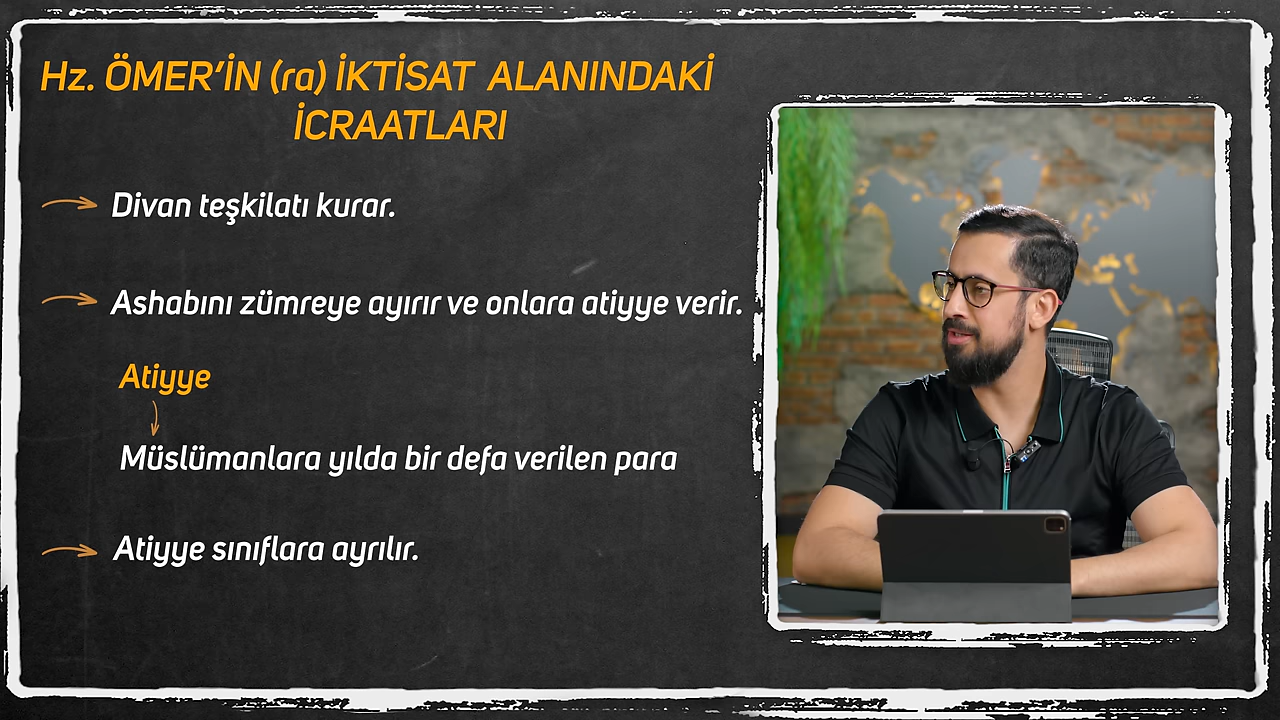 Hz. ÖMER'İN (ra) İKTİSAT ALANINDAKİ
İCRAATLARI
Divan teşkilatı kurar.
Ashabını zümreye ayırır ve onlara atiyye verir.
Atiyye
Müslümanlara yılda bir defa verilen para
Atiyye sınıflara ayrılır.